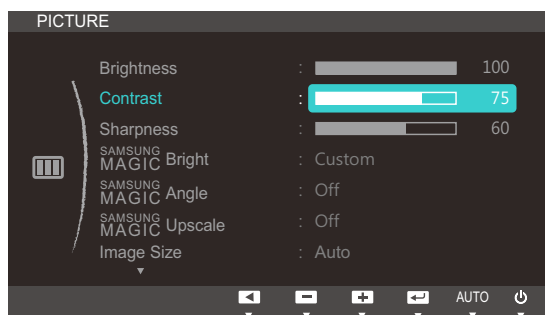 PICTURE
Brightness : 100
Contrast : 75
Sharpness : 60
SAMSUNG MAGIC Bright : Custom
SAMSUNG MAGIC Angle : Off
SAMSUNG MAGIC Upscale : Off
Image Size : Auto
AUTO